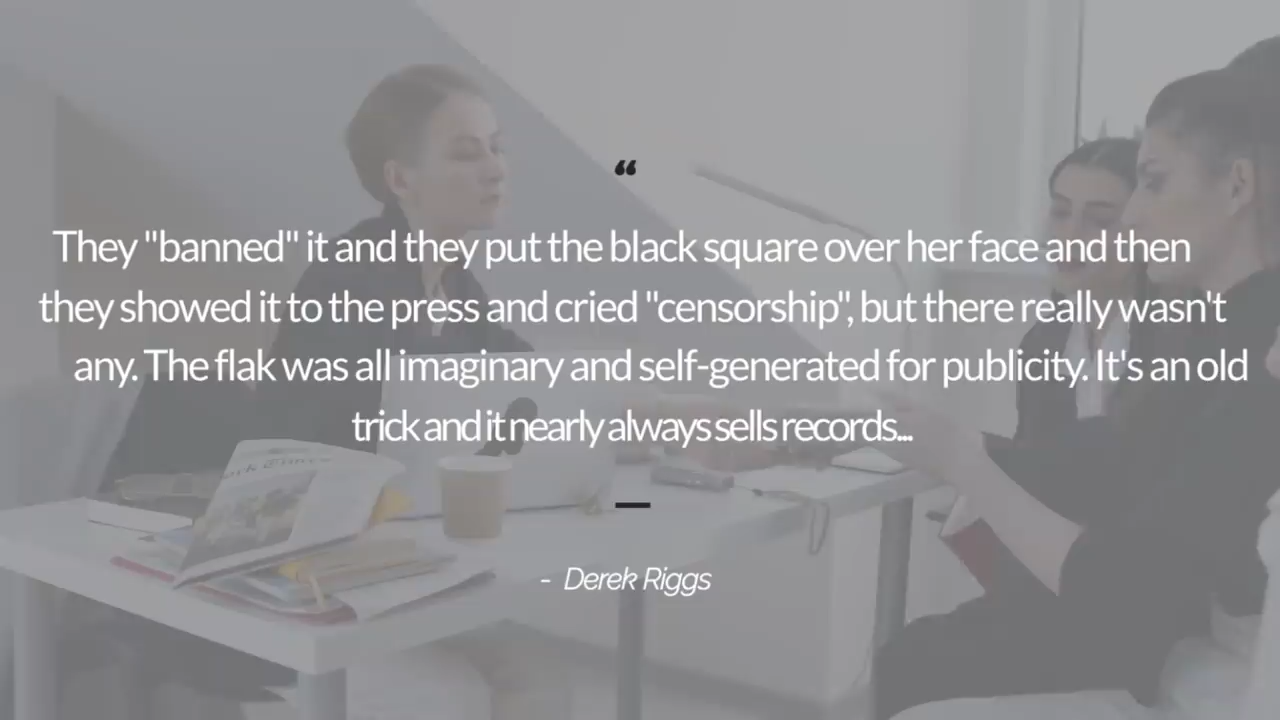 “
They "banned" it and they put the black square over her face and then
they showed it to the press and cried "censorship", but there really wasn't
any. The flak was all imaginary and self-generated for publicity. It's an old
trick and it nearly always sells records...
- Derek Riggs